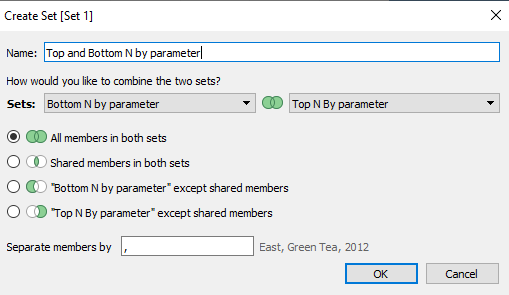 Create Set [Set 1]
Name: Top and Bottom N by parameter
How would you like to combine the two sets?
Sets: Bottom N by parameter Top N By parameter
All members in both sets
Shared members in both sets
"Bottom N by parameter" except shared members
"Top N By parameter" except shared members
Separate members by , East, Green Tea, 2012
OK Cancel